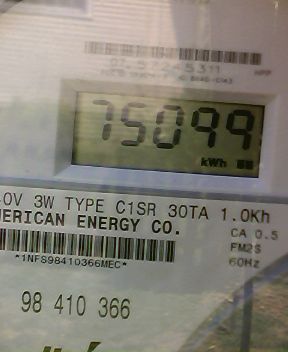 75099
kWh
0V 3W TYPE C1SR 30TA 1.0Kh
MERICAN ENERGY CO.
CA 0.5
FM2S
60Hz
*1NFS98410366MEC*
98 410 366